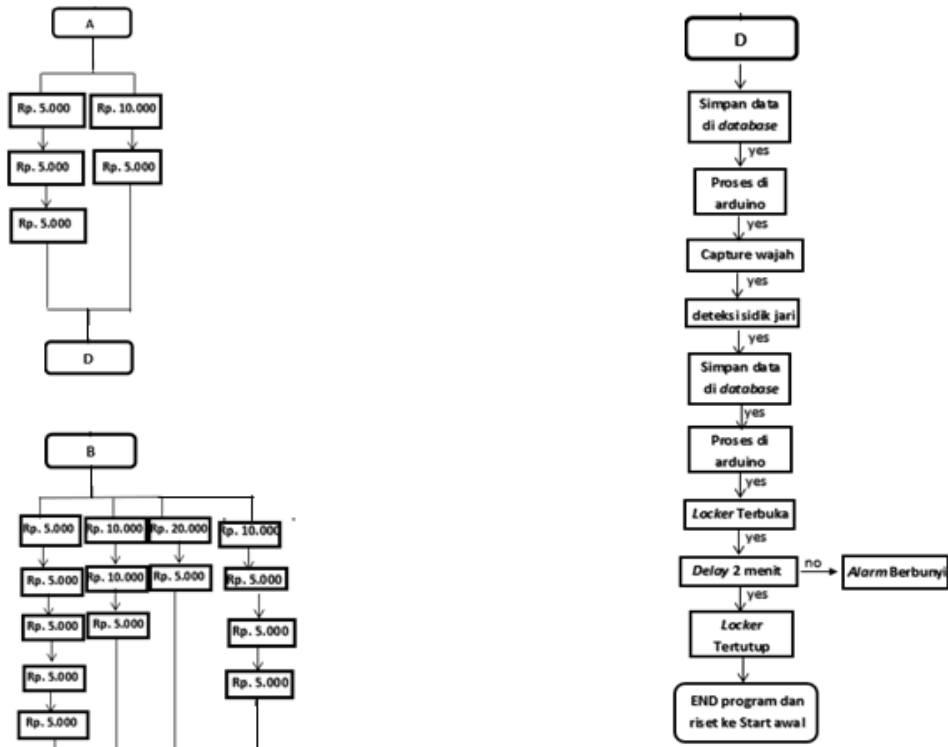 A
Rp. 5.000
Rp. 10.000
Rp. 5.000
Rp. 5.000
Rp. 5.000
D
B
Rp. 5.000
Rp. 10.000
Rp. 20.000
Rp. 10.000
Rp. 5.000
Rp. 10.000
Rp. 5.000
Rp. 5.000
Rp. 5.000
Rp. 5.000
Rp. 5.000
Rp. 5.000
Rp. 5.000
Rp. 5.000
D
Simpan data
di database
yes
Proses di
arduino
yes
Capture wajah
yes
deteksi sidik jari
yes
Simpan data
di database
yes
Proses di
arduino
yes
Locker Terbuka
yes
Delay 2 menit
no
Alarm Berbunyi
yes
Locker
Tertutup
END program dan
riset ke Start awal